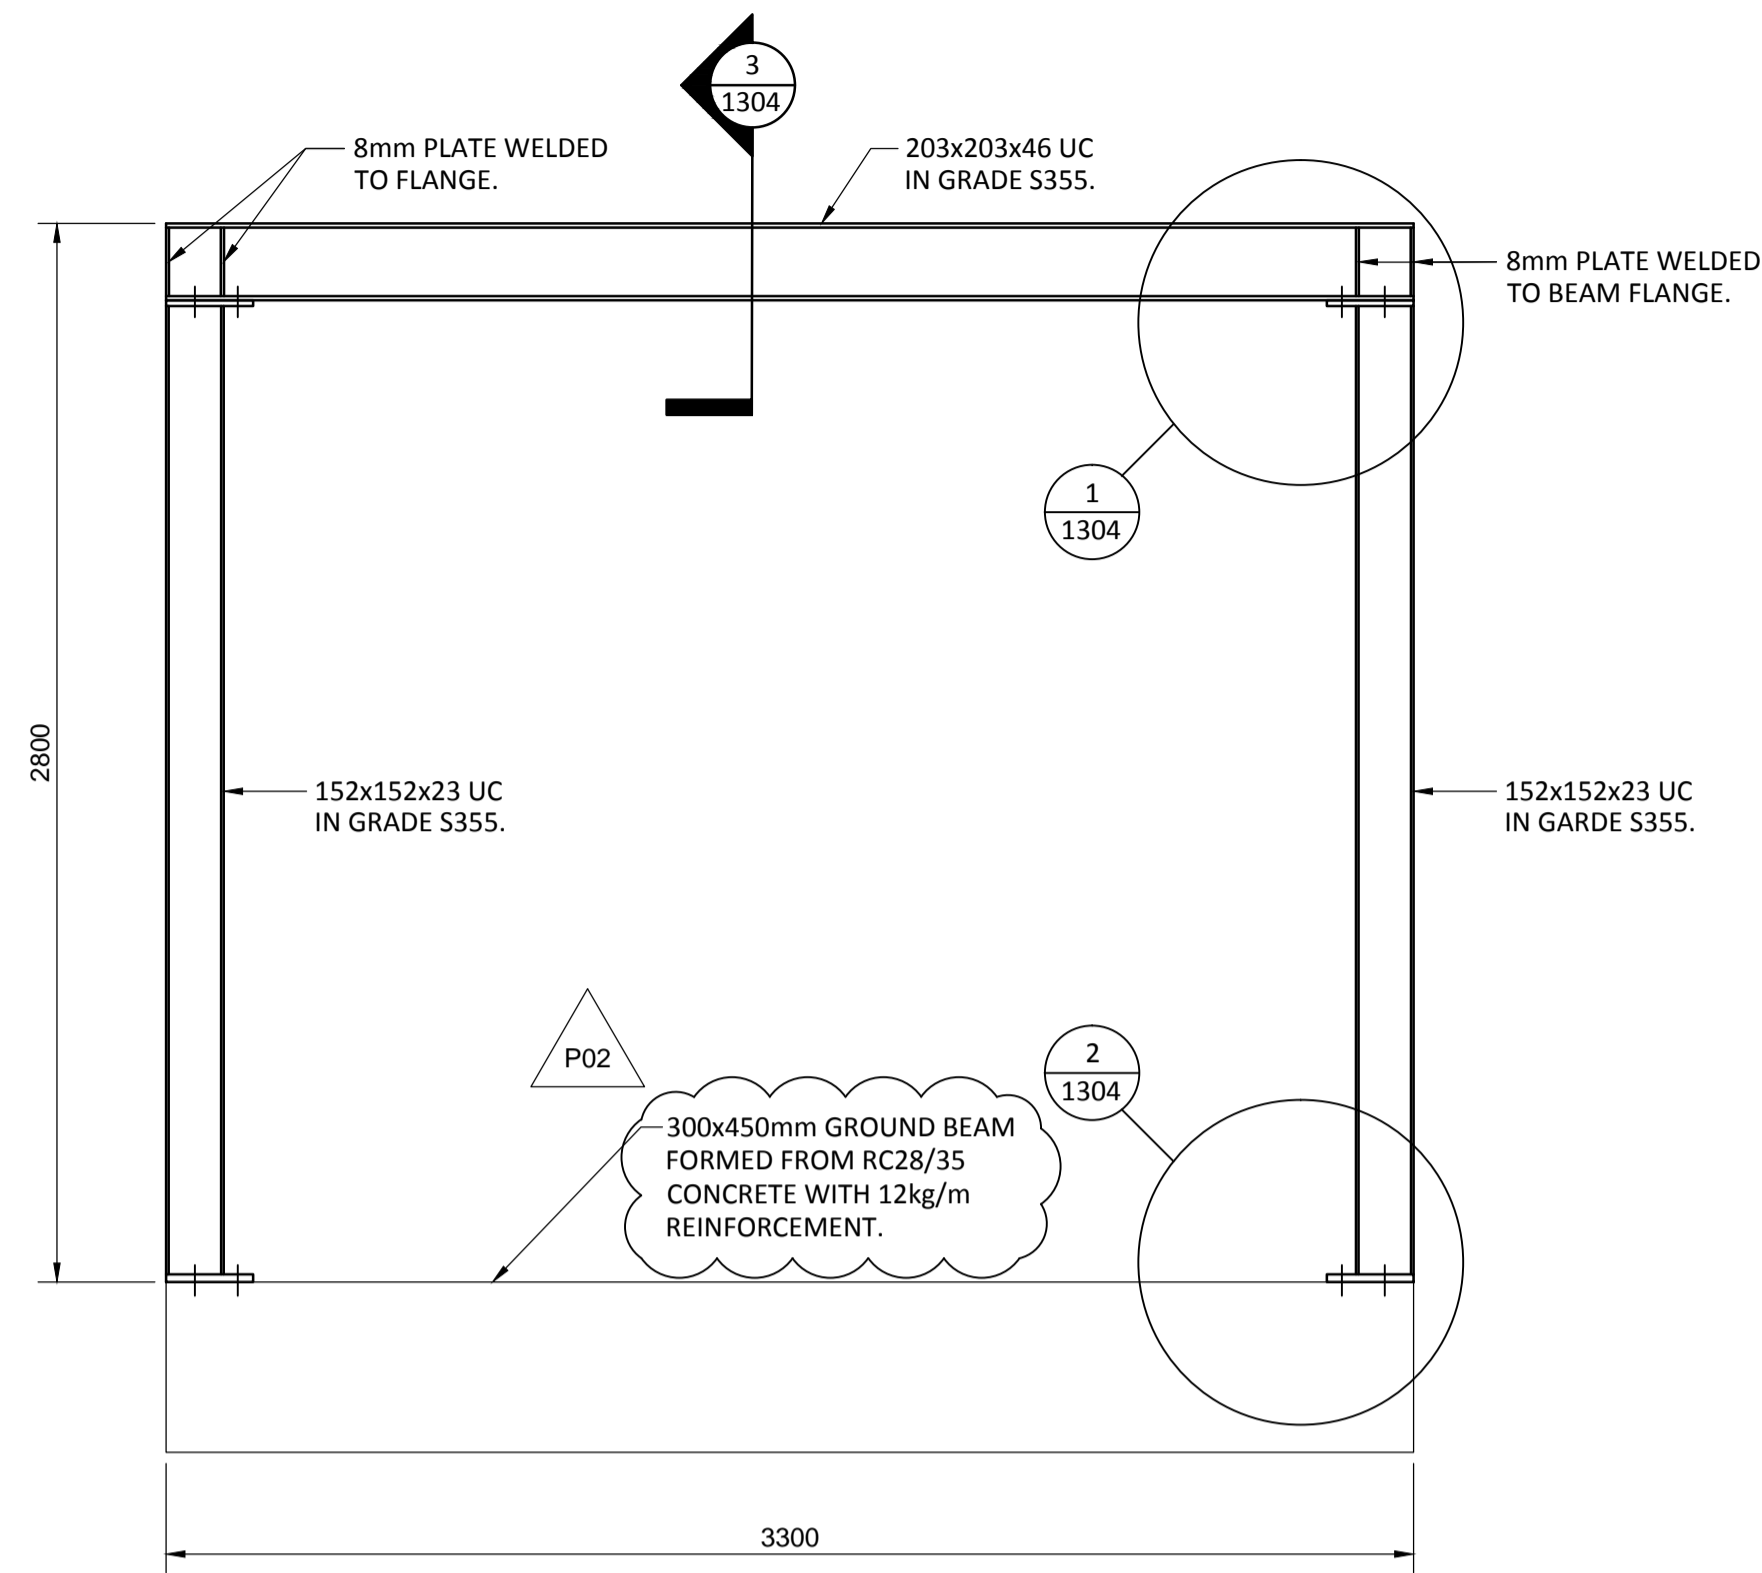 3
1304
8mm PLATE WELDED
TO FLANGE.
203x203x46 UC
IN GRADE S355.
8mm PLATE WELDED
TO BEAM FLANGE.
1
1304
2800
152x152x23 UC
IN GRADE S355.
152x152x23 UC
IN GARDE S355.
P02
2
1304
300x450mm GROUND BEAM
FORMED FROM RC28/35
CONCRETE WITH 12kg/m
REINFORCEMENT.
3300